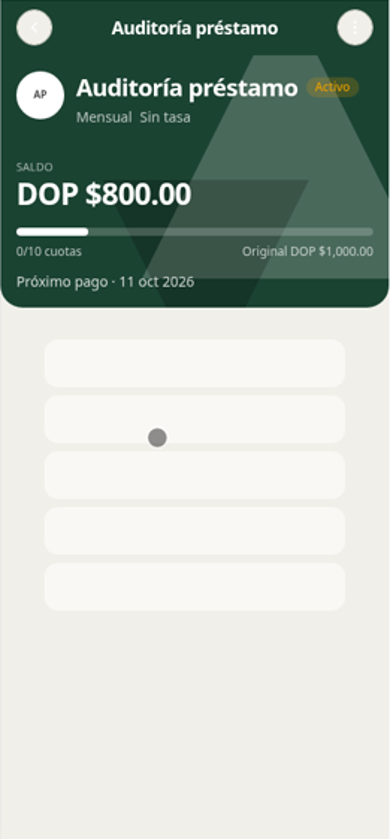 Auditoría préstamo
AP
Auditoría préstamo
Activo
Mensual Sin tasa
SALDO
DOP $800.00
0/10 cuotas
Original DOP $1,000.00
Próximo pago · 11 oct 2026